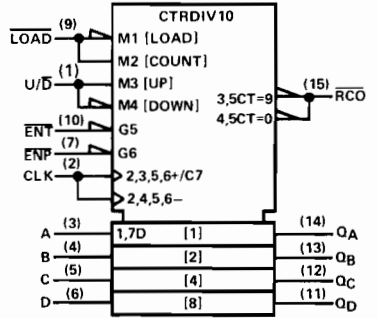 CTRDIV10
LOAD (9) M1 [LOAD]
M2 [COUNT]
U/D (1) M3 [UP]
M4 [DOWN]
3,5CT=9 (15) RCO
4,5CT=0
ENT (10) G5
ENP (7) G6
CLK (2) 2,3,5,6+/C7
2,4,5,6−
A (3) 1,7D [1] (14) QA
B (4) [2] (13) QB
C (5) [4] (12) QC
D (6) [8] (11) QD